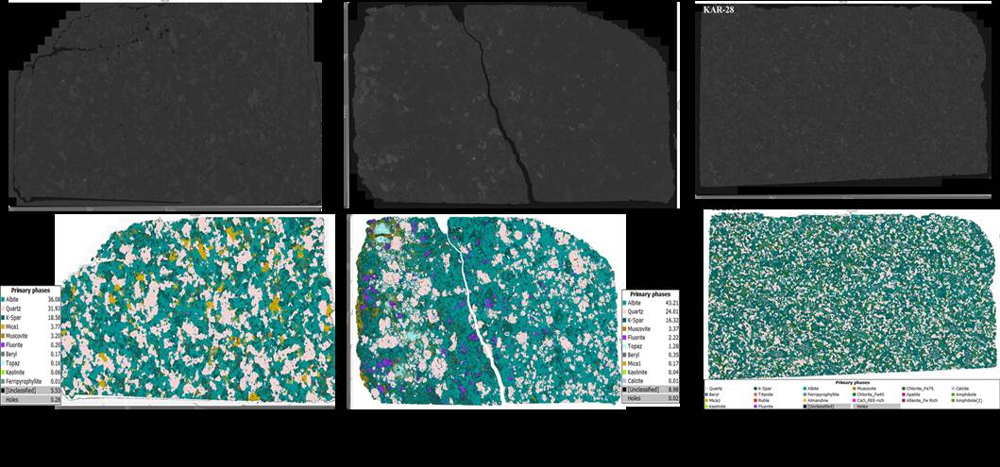 KAR-28
Primary phases
Albite 36.08
Quartz 31.93
K-Spar 18.56
Mica1 3.77
Muscovite 3.20
Fluorite 0.26
Beryl 0.17
Topaz 0.16
Kaolinite 0.06
Ferripyrophyllite 0.01
[Unclassified] 5.53
Holes 0.28
Primary phases
Albite 43.21
Quartz 24.01
K-Spar 16.32
Muscovite 3.37
Fluorite 2.22
Topaz 1.28
Beryl 0.35
Mica1 0.17
Kaolinite 0.04
Calcite 0.01
[Unclassified] 8.98
Holes 0.02
Primary phases
Quartz K-Spar Albite Muscovite Chlorite_Fe75 Calcite
Beryl Titanite Ferripyrophyllite Chlorite_Fe45 Apatite Amphibole
Mica1 Rutile Almandine CaO_REE-rich Allanite_Fe Rich Amphibole(2)
Kaolinite Fluorite [Unclassified] Holes